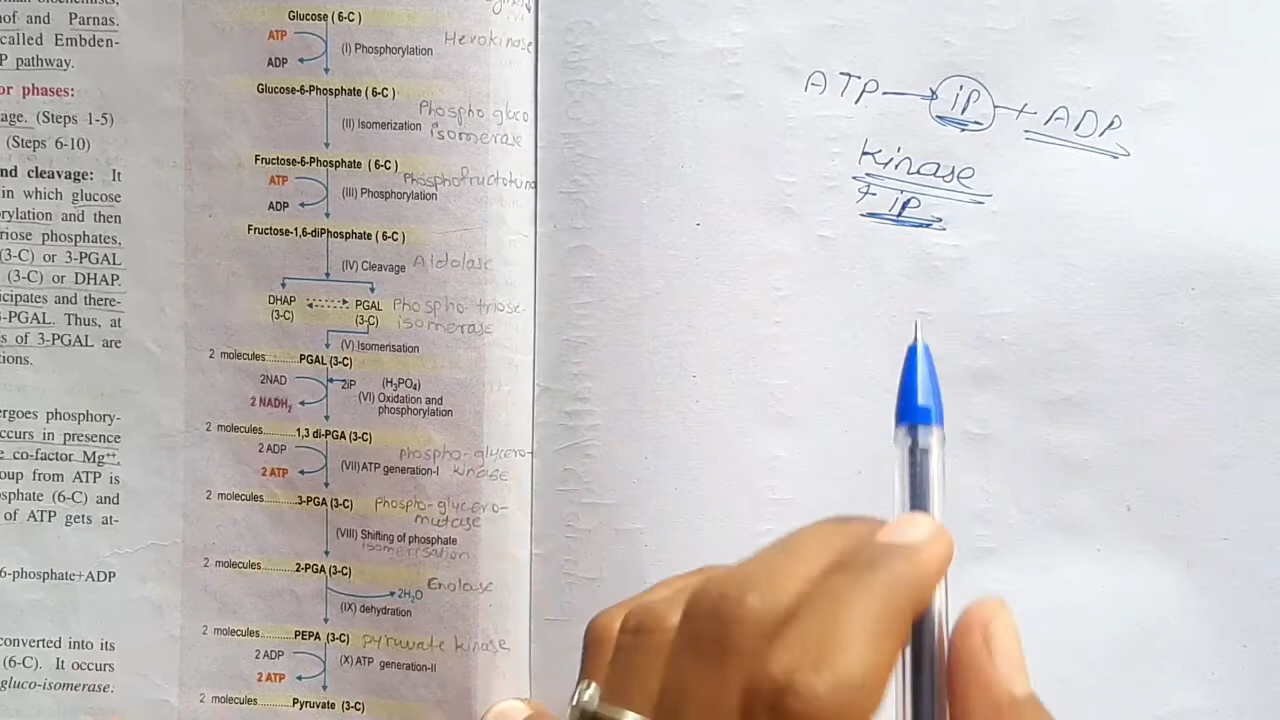 of and Parnas.
called Embden-
P pathway.
or phases:
age. (Steps 1-5)
(Steps 6-10)
nd cleavage: It
in which glucose
orylation and then
riose phosphates,
(3-C) or 3-PGAL
(3-C) or DHAP.
icipates and there-
-PGAL. Thus, at
s of 3-PGAL are
ions.
ergoes phosphory-
occurs in presence
e co-factor Mg⁺⁺.
oup from ATP is
sphate (6-C) and
of ATP gets at-
6-phosphate+ADP
converted into its
(6-C). It occurs
gluco-isomerase.
Glucose (6-C)
ATP
ADP
(I) Phosphorylation
Hexokinase
Glucose-6-Phosphate (6-C)
(II) Isomerization
Phospho gluco
isomerase
Fructose-6-Phosphate (6-C)
ATP
ADP
(III) Phosphorylation
Fructose-1,6-diPhosphate (6-C)
(IV) Cleavage
Aldolase
DHAP
(3-C)
PGAL
(3-C)
Phospho-triose-
isomerase
(V) Isomerisation
2 molecules...........PGAL (3-C)
2NAD
2 NADH₂
2iP (H₃PO₄)
(VI) Oxidation and
phosphorylation
2 molecules...........1,3 di-PGA (3-C)
2 ADP
2 ATP
(VII) ATP generation-I
phospho-glycero-
kinase
2 molecules...........3-PGA (3-C)
Phospho-glycero-
mutase
(VIII) Shifting of phosphate
isomerisation
2 molecules...........2-PGA (3-C)
2H₂O
(IX) dehydration
Enolase
2 molecules...........PEPA (3-C)
pyruvate kinase
2 ADP
2 ATP
(X) ATP generation-II
2 molecules...........Pyruvate (3-C)
ATP → iP + ADP
kinase
+ iP